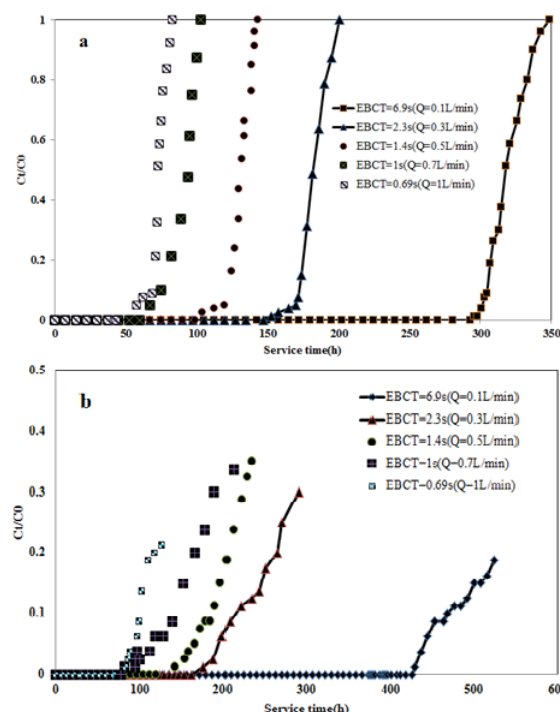 a
1
0.8
0.6
0.4
0.2
0
Ct/C0
EBCT=6.9s(Q=0.1L/min)
EBCT=2.3s(Q=0.3L/min)
EBCT=1.4s(Q=0.5L/min)
EBCT=1s(Q=0.7L/min)
EBCT=0.69s(Q=1L/min)
0 50 100 150 200 250 300 350
Service time(h)
b
0.5
0.4
0.3
0.2
0.1
0
Ct/C0
EBCT=6.9s(Q=0.1L/min)
EBCT=2.3s(Q=0.3L/min)
EBCT=1.4s(Q=0.5L/min)
EBCT=1s(Q=0.7L/min)
EBCT=0.69s(Q=1L/min)
0 100 200 300 400 500 600
Service time(h)